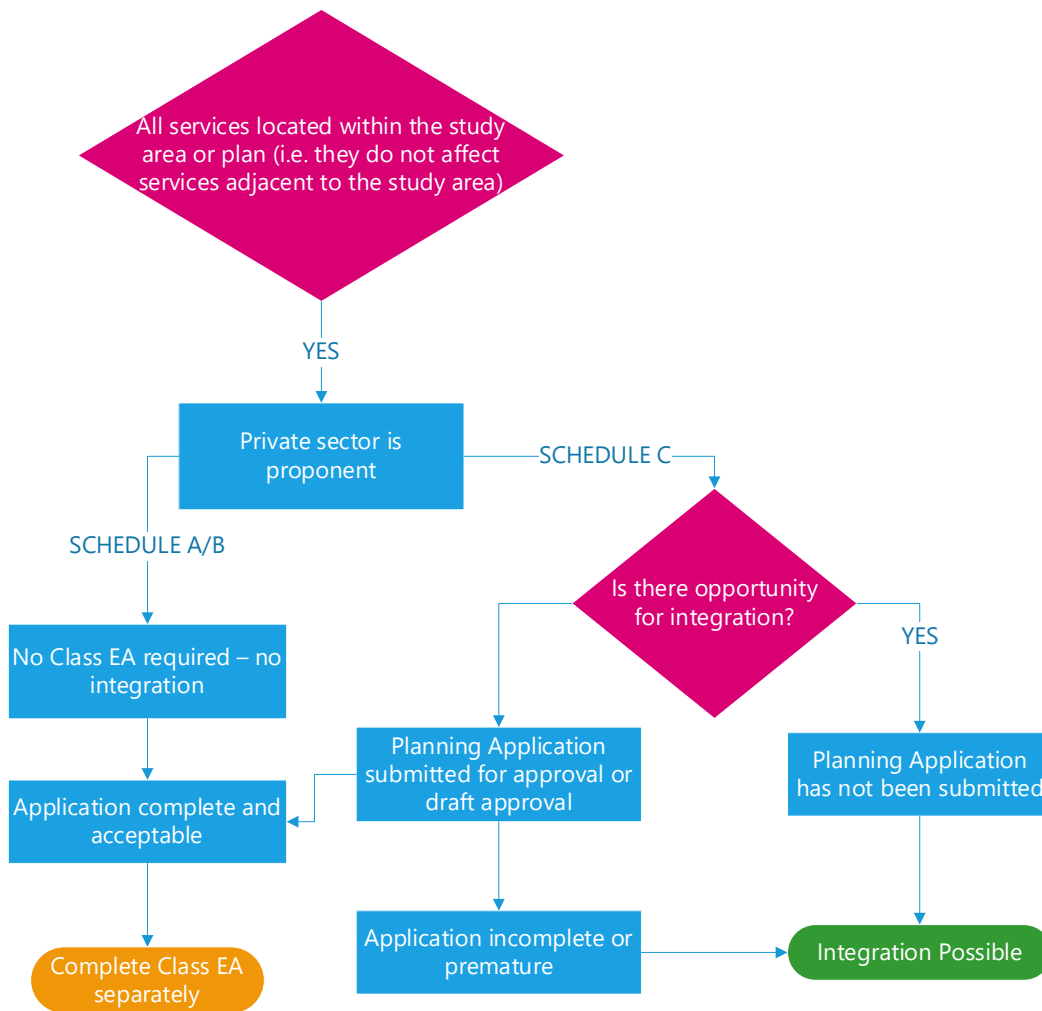 All services located within the study
area or plan (i.e. they do not affect
services adjacent to the study area)
YES
Private sector is
proponent
SCHEDULE C
SCHEDULE A/B
Is there opportunity
for integration?
YES
No Class EA required – no
integration
Planning Application
submitted for approval or
draft approval
Planning Application
has not been submitted
Application complete and
acceptable
Application incomplete or
premature
Integration Possible
Complete Class EA
separately